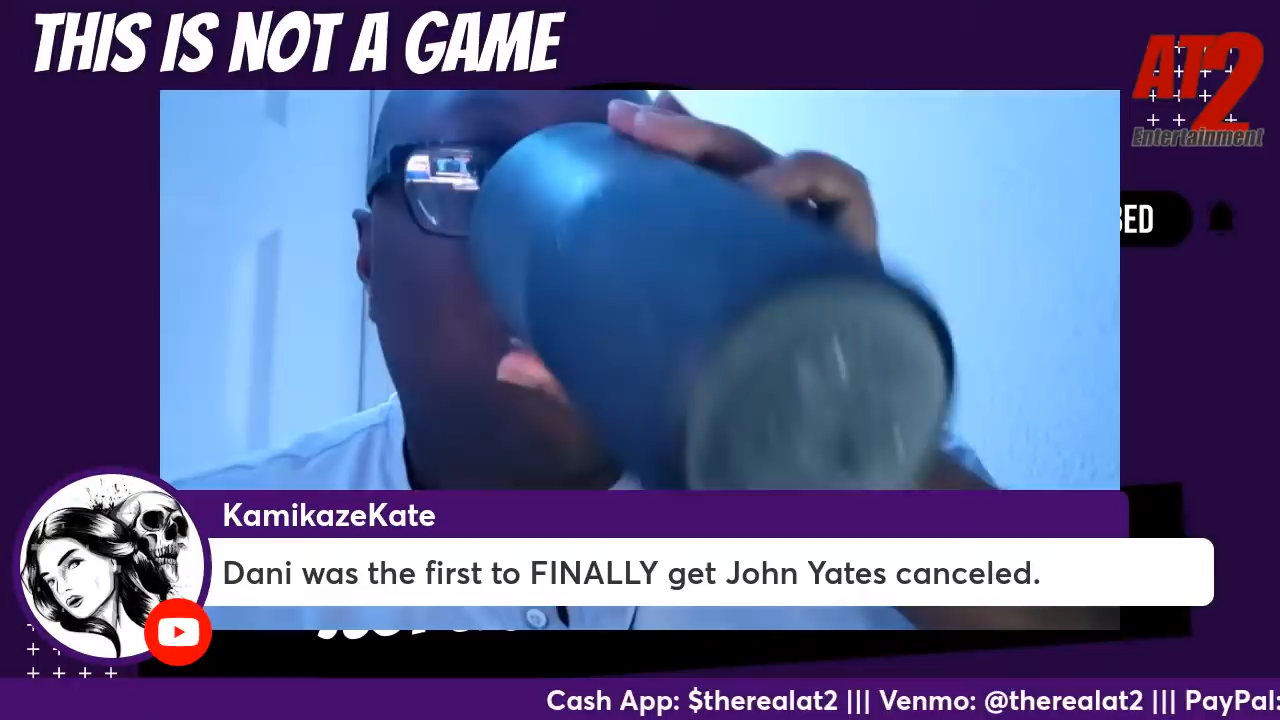 THIS IS NOT A GAME
AT2
Entertainment
BED
KamikazeKate
Dani was the first to FINALLY get John Yates canceled.
Cash App: $therealat2 ||| Venmo: @therealat2 ||| PayPal: